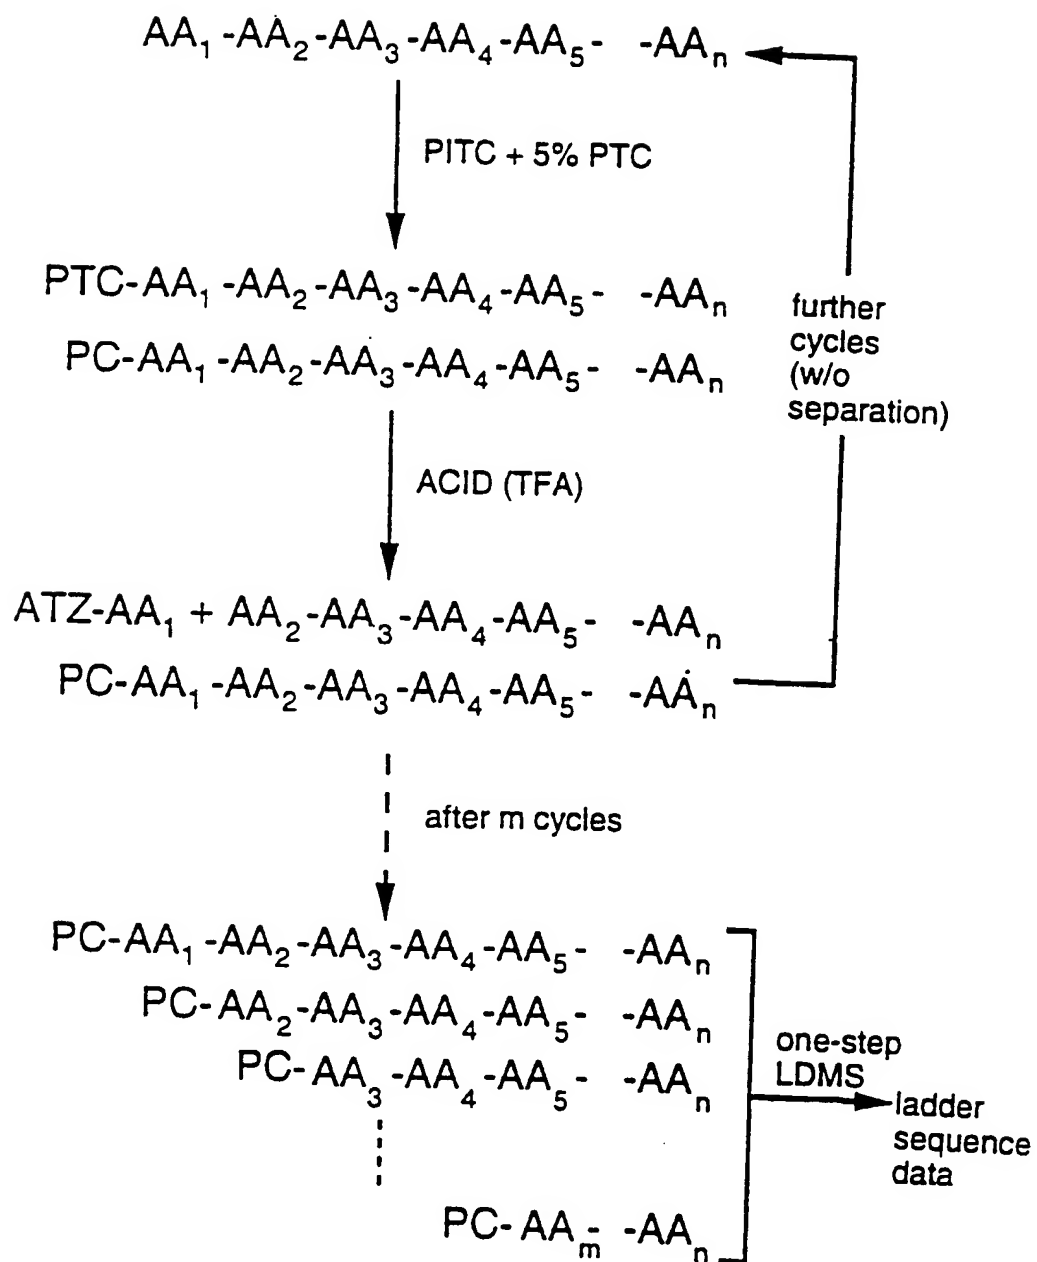 AA₁ -AA₂-AA₃-AA₄-AA₅- -AAₙ
PITC + 5% PTC
PTC-AA₁ -AA₂-AA₃-AA₄-AA₅- -AAₙ
PC-AA₁ -AA₂-AA₃-AA₄-AA₅- -AAₙ
further
cycles
(w/o
separation)
ACID (TFA)
ATZ-AA₁ + AA₂-AA₃-AA₄-AA₅- -AAₙ
PC-AA₁ -AA₂-AA₃-AA₄-AA₅- -AAₙ
after m cycles
PC-AA₁ -AA₂-AA₃-AA₄-AA₅- -AAₙ
PC-AA₂-AA₃-AA₄-AA₅- -AAₙ
PC-AA₃ -AA₄-AA₅- -AAₙ
one-step
LDMS
ladder
sequence
data
PC-AAₘ- -AAₙ